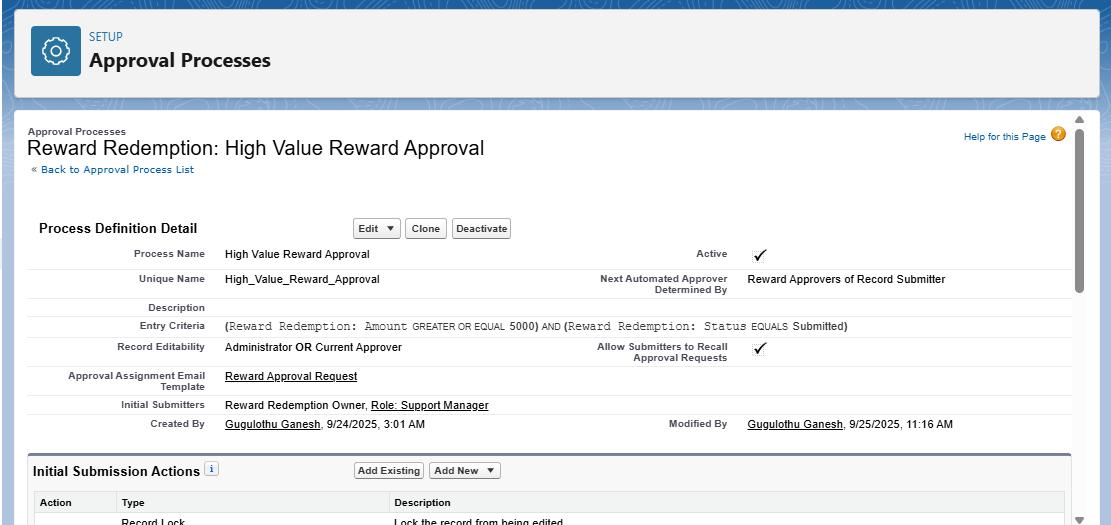 SETUP
Approval Processes
Approval Processes
Reward Redemption: High Value Reward Approval
Help for this Page ?
« Back to Approval Process List
Process Definition Detail
Edit ▼ Clone Deactivate
Process Name High Value Reward Approval Active ✓
Unique Name High_Value_Reward_Approval Next Automated Approver Determined By Reward Approvers of Record Submitter
Description
Entry Criteria (Reward Redemption: Amount GREATER OR EQUAL 5000) AND (Reward Redemption: Status EQUALS Submitted)
Record Editability Administrator OR Current Approver Allow Submitters to Recall Approval Requests ✓
Approval Assignment Email Template Reward Approval Request
Initial Submitters Reward Redemption Owner, Role: Support Manager
Created By Gugulothu Ganesh, 9/24/2025, 3:01 AM Modified By Gugulothu Ganesh, 9/25/2025, 11:16 AM
Initial Submission Actions i Add Existing Add New ▼
Action Type Description
Record Lock Lock the record from being edited